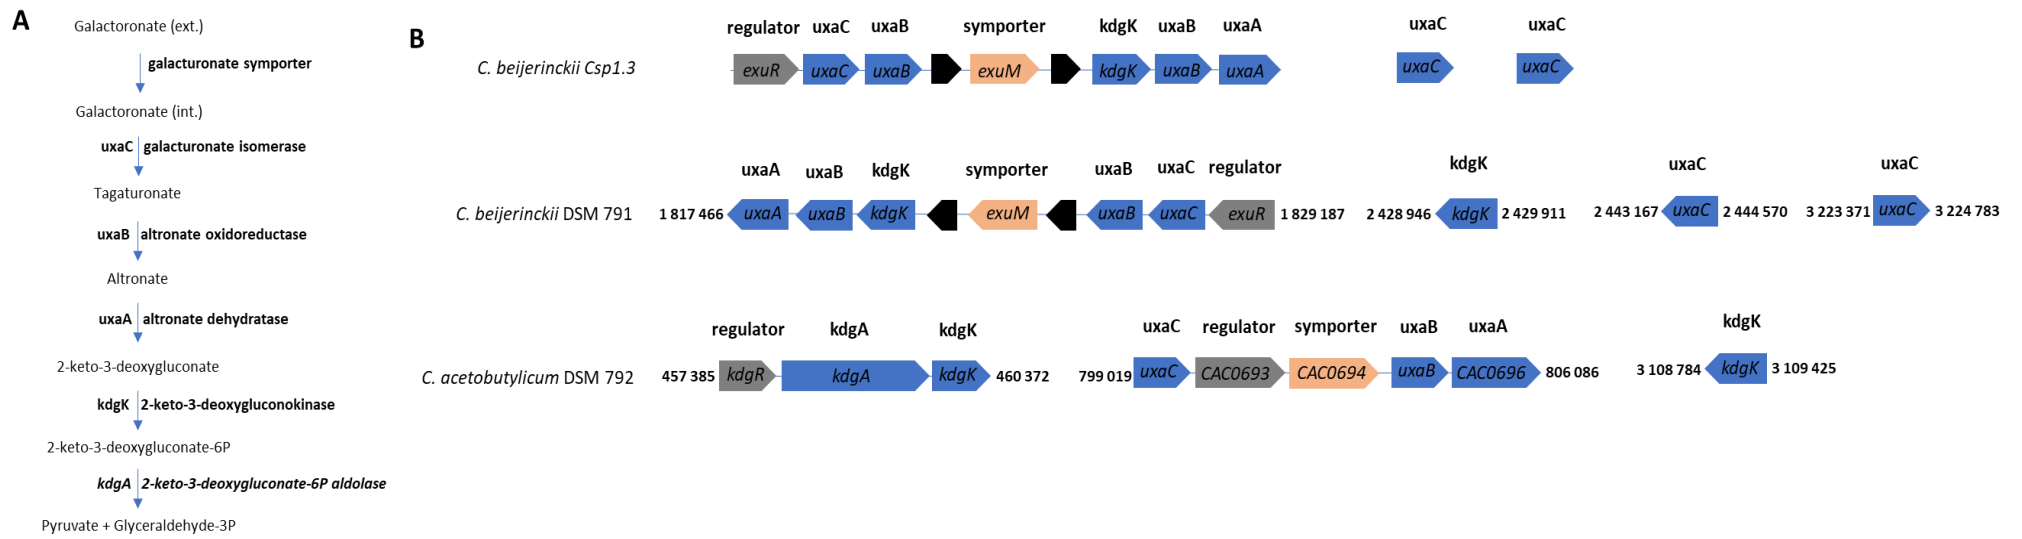 A
Galactoronate (ext.)
galacturonate symporter
Galactoronate (int.)
uxaC galacturonate isomerase
Tagaturonate
uxaB altronate oxidoreductase
Altronate
uxaA altronate dehydratase
2-keto-3-deoxygluconate
kdgK 2-keto-3-deoxygluconokinase
2-keto-3-deoxygluconate-6P
kdgA 2-keto-3-deoxygluconate-6P aldolase
Pyruvate + Glyceraldehyde-3P
B
regulator uxaC uxaB symporter kdgK uxaB uxaA uxaC uxaC
C. beijerinckii Csp1.3 exuR uxaC uxaB exuM kdgK uxaB uxaA uxaC uxaC
uxaA uxaB kdgK symporter uxaB uxaC regulator kdgK uxaC uxaC
C. beijerinckii DSM 791 1 817 466 uxaA uxaB kdgK exuM uxaB uxaC exuR 1 829 187 2 428 946 kdgK 2 429 911 2 443 167 uxaC 2 444 570 3 223 371 uxaC 3 224 783
regulator kdgA kdgK uxaC regulator symporter uxaB uxaA kdgK
C. acetobutylicum DSM 792 457 385 kdgR kdgA kdgK 460 372 799 019 uxaC CAC0693 CAC0694 uxaB CAC0696 806 086 3 108 784 kdgK 3 109 425